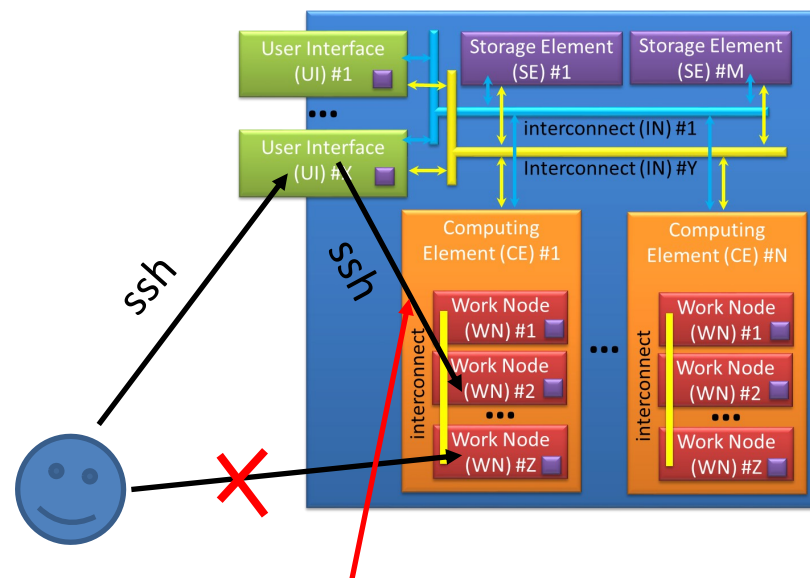 User Interface
(UI) #1
Storage Element
(SE) #1
Storage Element
(SE) #M
...
interconnect (IN) #1
User Interface
(UI) #X
Interconnect (IN) #Y
ssh
ssh
Computing
Element (CE) #1
Computing
Element (CE) #N
interconnect
Work Node
(WN) #1
Work Node
(WN) #2
...
Work Node
(WN) #Z
...
interconnect
Work Node
(WN) #1
Work Node
(WN) #2
...
Work Node
(WN) #Z